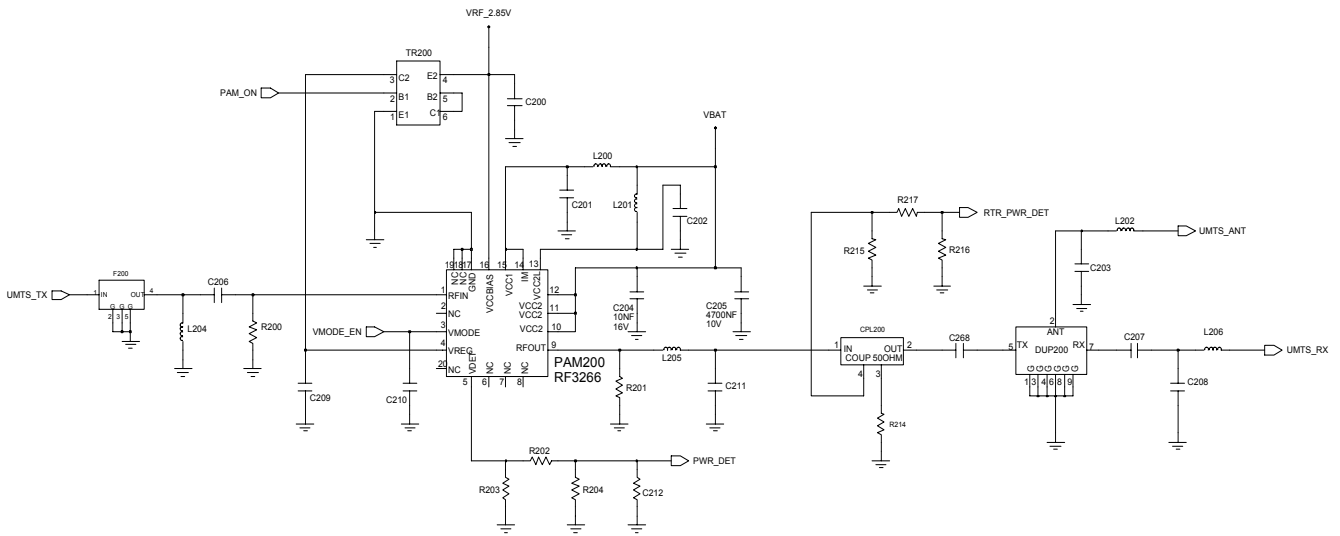 VRF_2.85V
TR200
3 C2 E2 4
PAM_ON
2 B1 B2 5
1 E1 C1 6
C200
VBAT
L200
C201
L201
C202
R217
RTR_PWR_DET
R215
R216
L202
UMTS_ANT
C203
19 18 17 16 15 14 13
NC NC GND VCCBIAS VCC1 IM VCC2L
F200
UMTS_TX
1 IN OUT 4
G G G
2 3 5
C206
L204
R200
1 RFIN
2 NC
VMODE_EN
3 VMODE
4 VREG
20 NC
VCC2 12
VCC2 11
VCC2 10
RFOUT 9
VDET NC NC NC
5 6 7 8
PAM200
RF3266
C204
10NF
16V
C205
4700NF
10V
C209
C210
R201
L205
C211
CPL200
1 IN OUT 2
COUP 50OHM
4 3
R214
C268
2
ANT
5 TX RX 7
DUP200
G G G G G G
1 3 4 6 8 9
C207
L206
UMTS_RX
C208
R202
PWR_DET
R203
R204
C212